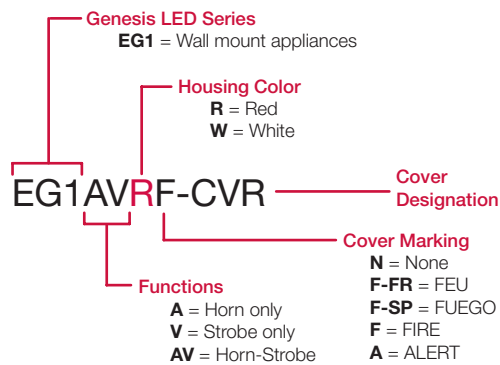 Genesis LED Series
EG1 = Wall mount appliances
Housing Color
R = Red
W = White
EG1AVRF-CVR
Cover
Designation
Cover Marking
N = None
F-FR = FEU
F-SP = FUEGO
F = FIRE
A = ALERT
Functions
A = Horn only
V = Strobe only
AV = Horn-Strobe